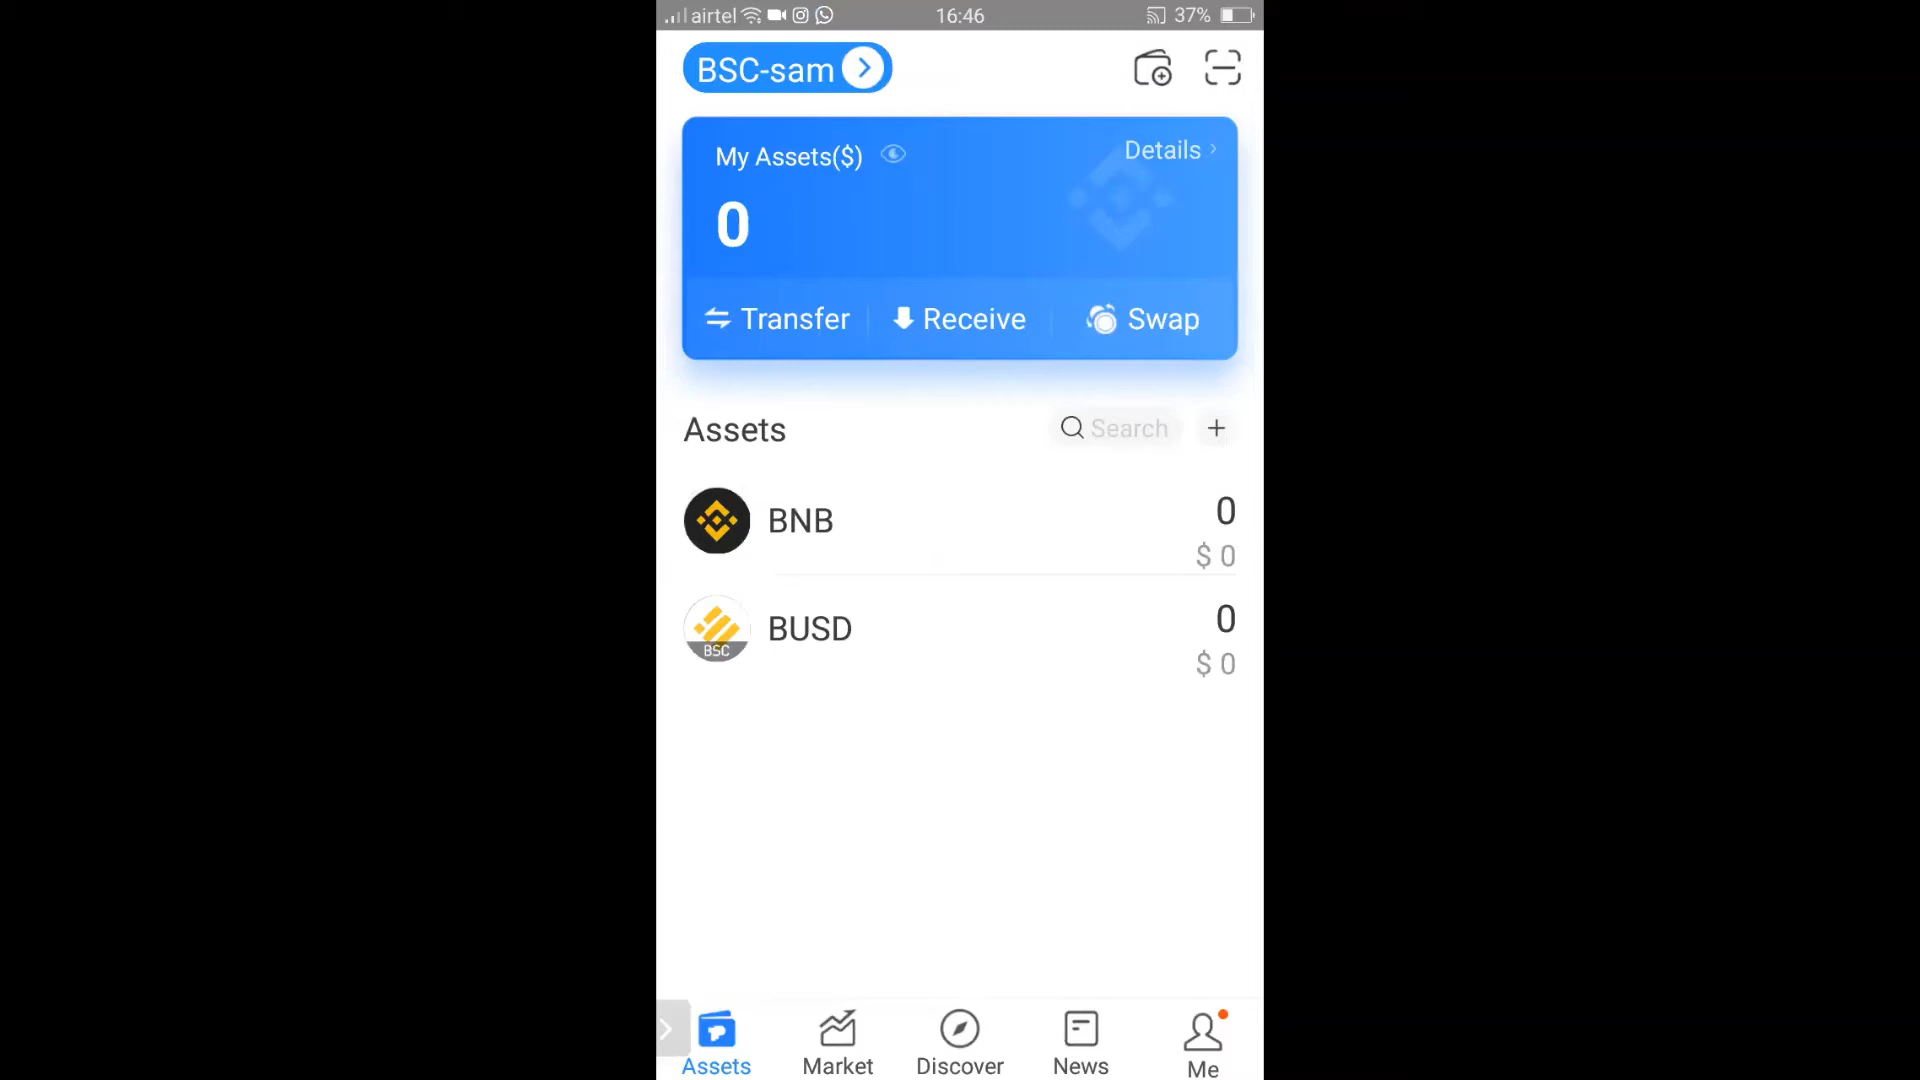 airtel 16:46 37%
BSC-sam
My Assets($) Details
0
Transfer Receive Swap
Assets Search
BNB 0
$ 0
BUSD 0
BSC $ 0
Assets Market Discover News Me